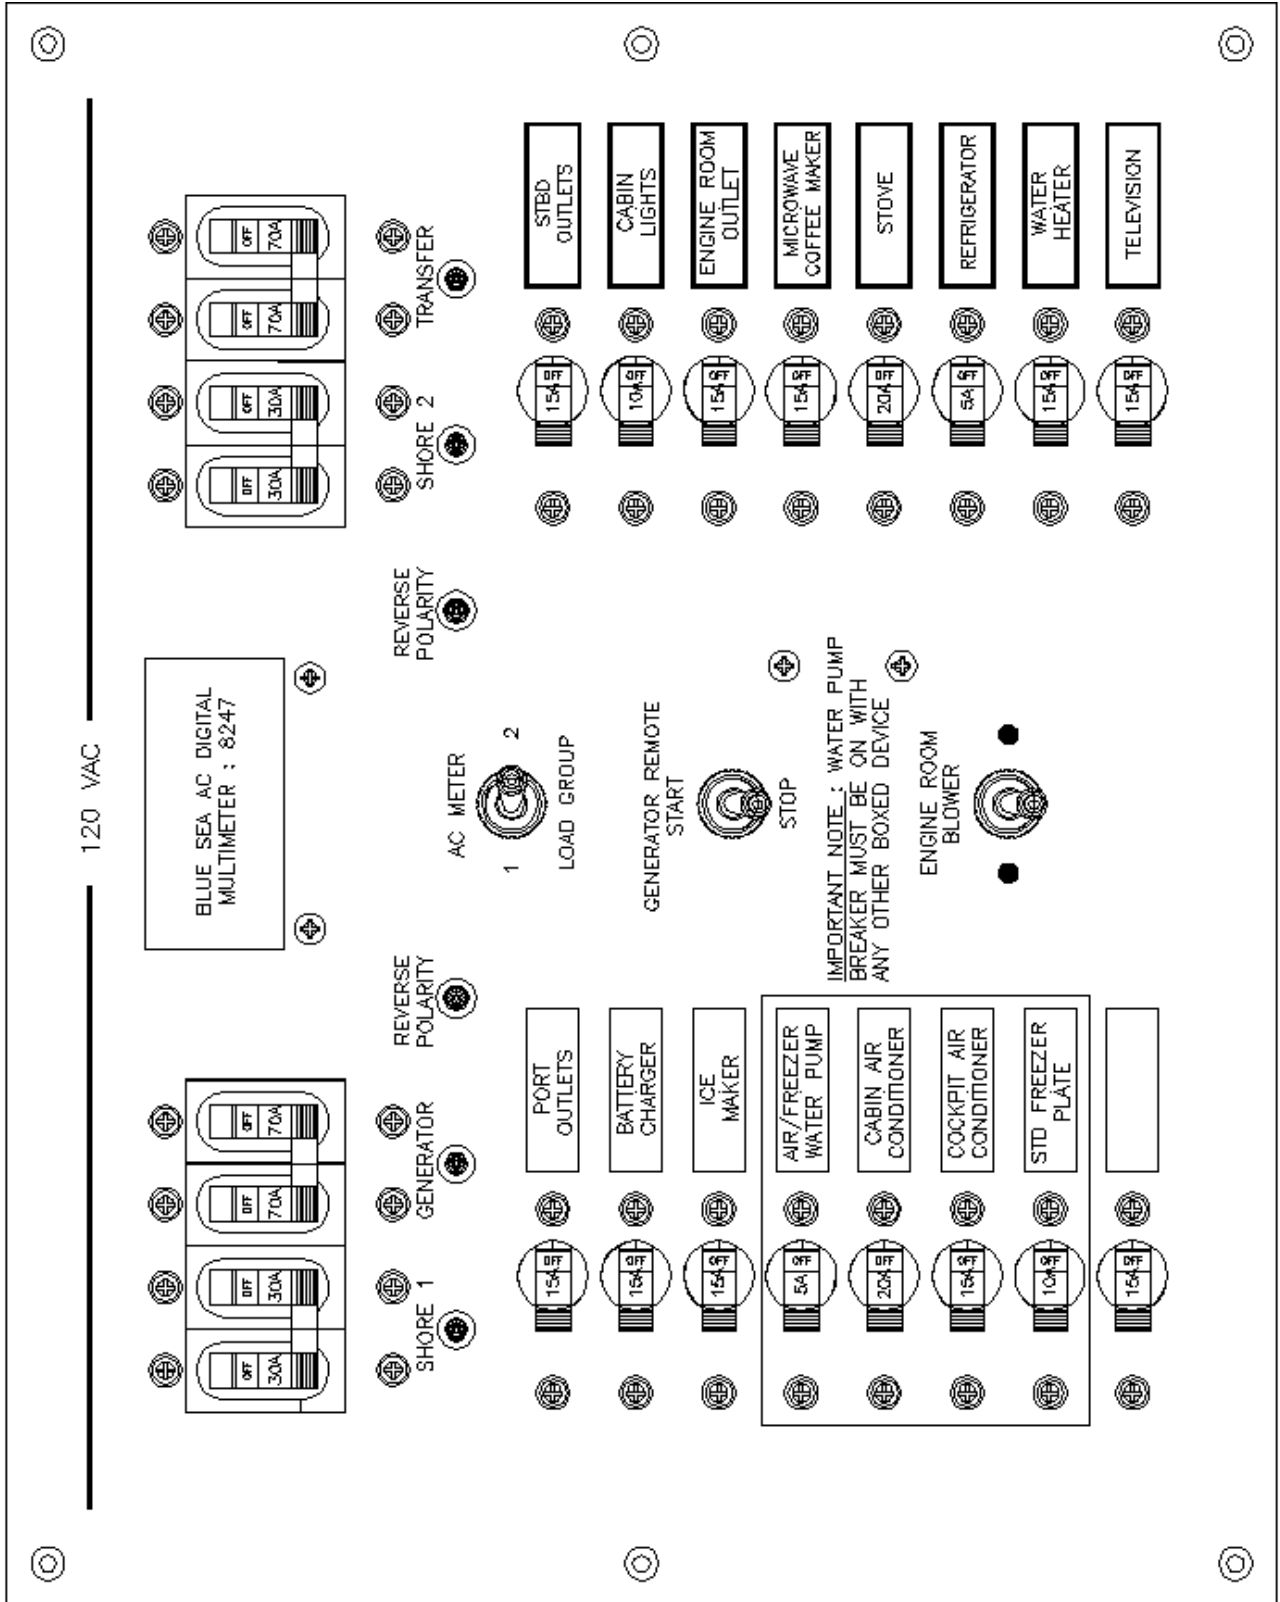 120 VAC
OFF
30A
OFF
30A
OFF
70A
OFF
70A
SHORE 1
GENERATOR
REVERSE
POLARITY
BLUE SEA AC DIGITAL
MULTIMETER : 8247
REVERSE
POLARITY
OFF
30A
OFF
30A
OFF
70A
OFF
70A
SHORE 2
TRANSFER
AC METER
1
2
LOAD GROUP
GENERATOR REMOTE
START
STOP
IMPORTANT NOTE : WATER PUMP
BREAKER MUST BE ON WITH
ANY OTHER BOXED DEVICE
ENGINE ROOM
BLOWER
15A OFF
PORT
OUTLETS
15A OFF
BATTERY
CHARGER
15A OFF
ICE
MAKER
5A OFF
AIR/FREEZER
WATER PUMP
20A OFF
CABIN AIR
CONDITIONER
15A OFF
COCKPIT AIR
CONDITIONER
10A OFF
STD FREEZER
PLATE
15A OFF
15A OFF
STBD
OUTLETS
10A OFF
CABIN
LIGHTS
15A OFF
ENGINE ROOM
OUTLET
15A OFF
MICROWAVE
COFFEE MAKER
20A OFF
STOVE
5A OFF
REFRIGERATOR
15A OFF
WATER
HEATER
15A OFF
TELEVISION